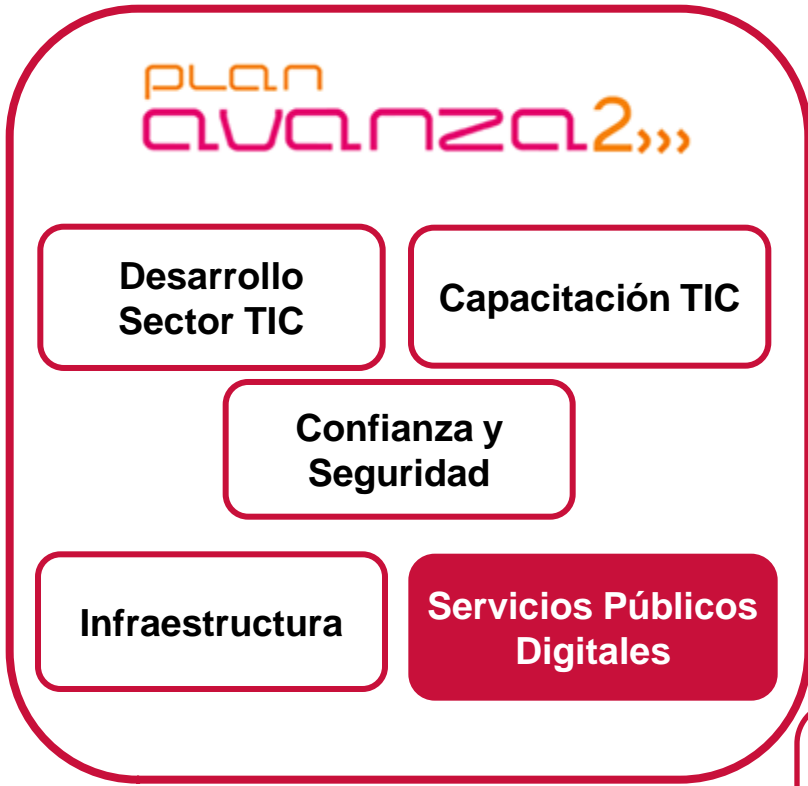 plan
avanza2›››
Desarrollo
Sector TIC
Capacitación TIC
Confianza y
Seguridad
Infraestructura
Servicios Públicos
Digitales